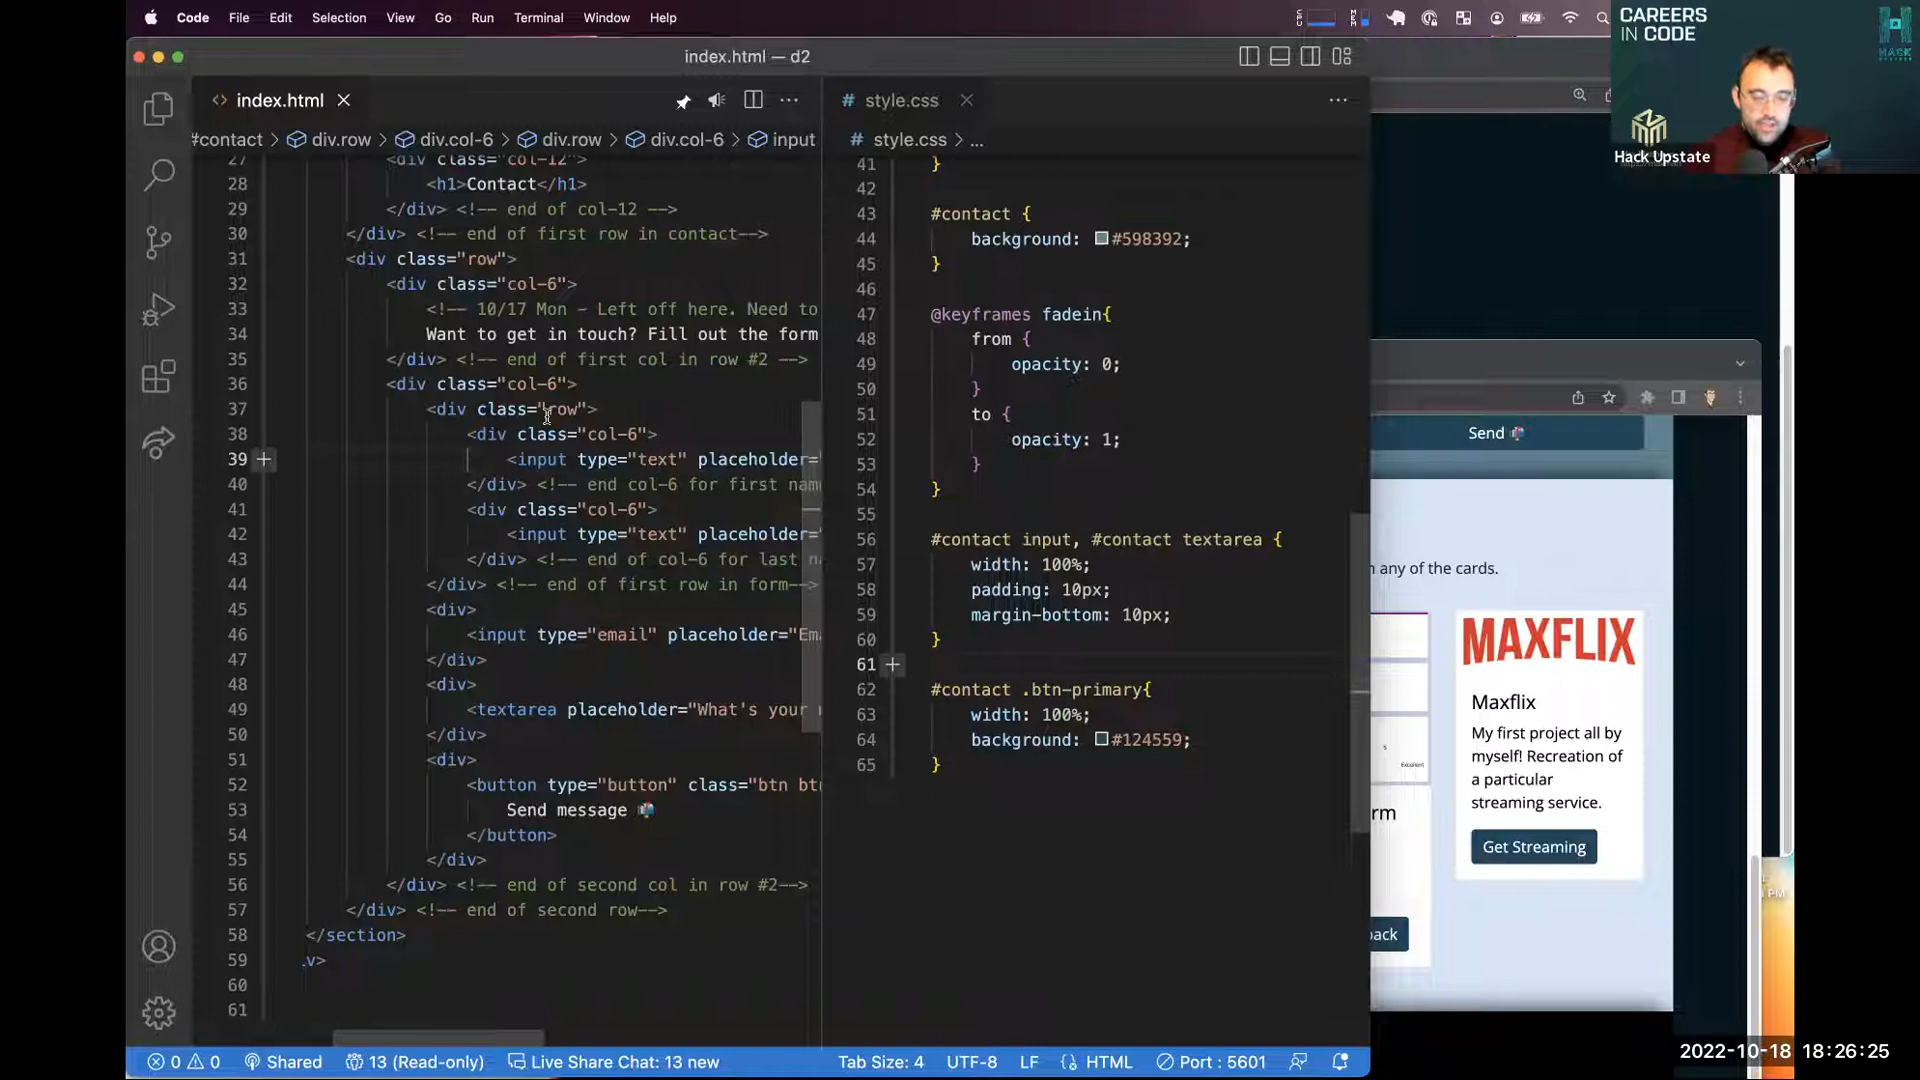 Code File Edit Selection View Go Run Terminal Window Help
CAREERS
IN CODE
Hack Upstate
index.html — d2
index.html
style.css
#contact > div.row > div.col-6 > div.row > div.col-6 > input
style.css > ...
27 <div class="col-12">
28 <h1>Contact</h1>
29 </div> <!-- end of col-12 -->
30 </div> <!-- end of first row in contact-->
31 <div class="row">
32 <div class="col-6">
33 <!-- 10/17 Mon - Left off here. Need to
34 Want to get in touch? Fill out the form
35 </div> <!-- end of first col in row #2 -->
36 <div class="col-6">
37 <div class="row">
38 <div class="col-6">
39 <input type="text" placeholder="
40 </div> <!-- end col-6 for first nam
41 <div class="col-6">
42 <input type="text" placeholder="
43 </div> <!-- end of col-6 for last n
44 </div> <!-- end of first row in form-->
45 <div>
46 <input type="email" placeholder="Ema
47 </div>
48 <div>
49 <textarea placeholder="What's your
50 </div>
51 <div>
52 <button type="button" class="btn bt
53 Send message
54 </button>
55 </div>
56 </div> <!-- end of second col in row #2-->
57 </div> <!-- end of second row-->
58 </section>
59 iv>
60
61
41 }
42
43 #contact {
44 background: #598392;
45 }
46
47 @keyframes fadein{
48 from {
49 opacity: 0;
50 }
51 to {
52 opacity: 1;
53 }
54 }
55
56 #contact input, #contact textarea {
57 width: 100%;
58 padding: 10px;
59 margin-bottom: 10px;
60 }
61
62 #contact .btn-primary{
63 width: 100%;
64 background: #124559;
65 }
Send
any of the cards.
MAXFLIX
Maxflix
My first project all by
myself! Recreation of
a particular
streaming service.
Get Streaming
Excellent
rm
back
PM
0 0 Shared 13 (Read-only) Live Share Chat: 13 new Tab Size: 4 UTF-8 LF HTML Port : 5601
2022-10-18 18:26:25